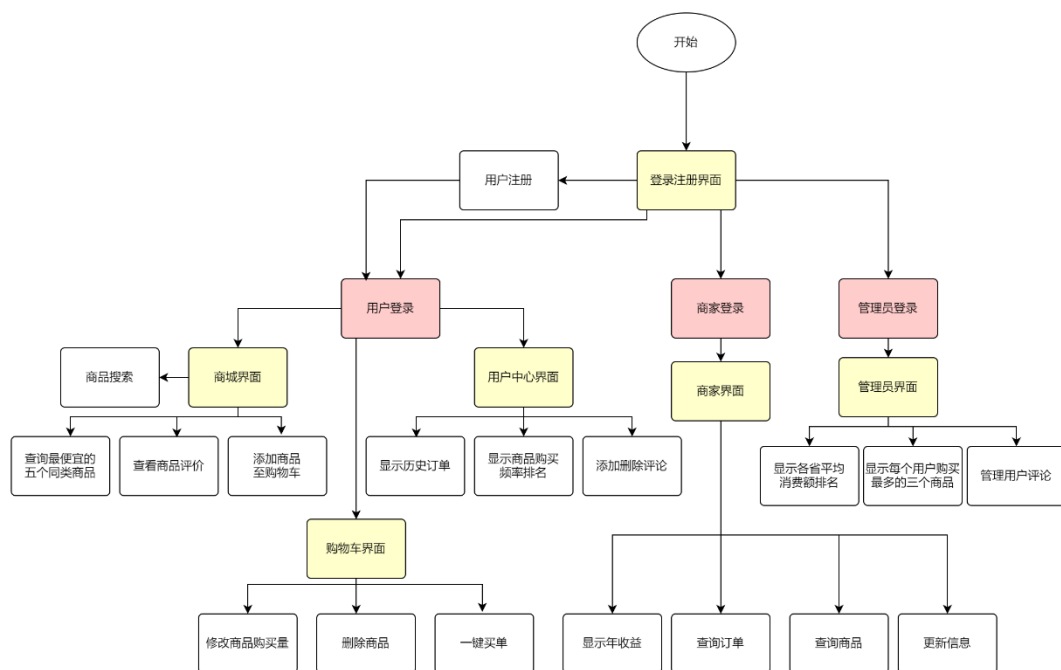 开始
用户注册
登录注册界面
用户登录
商家登录
管理员登录
商品搜索
商城界面
用户中心界面
商家界面
管理员界面
查询最便宜的
五个同类商品
查看商品评价
添加商品
至购物车
显示历史订单
显示商品购买
频率排名
添加删除评论
显示各省平均
消费额排名
显示每个用户购买
最多的三个商品
管理用户评论
购物车界面
修改商品购买量
删除商品
一键买单
显示年收益
查询订单
查询商品
更新信息